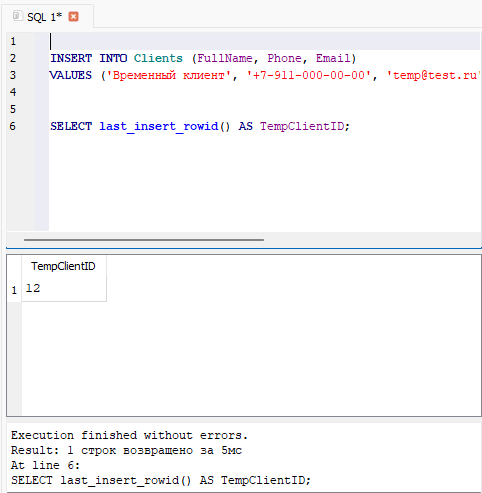 SQL 1*
1
2 INSERT INTO Clients (FullName, Phone, Email)
3 VALUES ('Временный клиент', '+7-911-000-00-00', 'temp@test.ru'
4
5
6 SELECT last_insert_rowid() AS TempClientID;
TempClientID
1 12
Execution finished without errors.
Result: 1 строк возвращено за 5мс
At line 6:
SELECT last_insert_rowid() AS TempClientID;